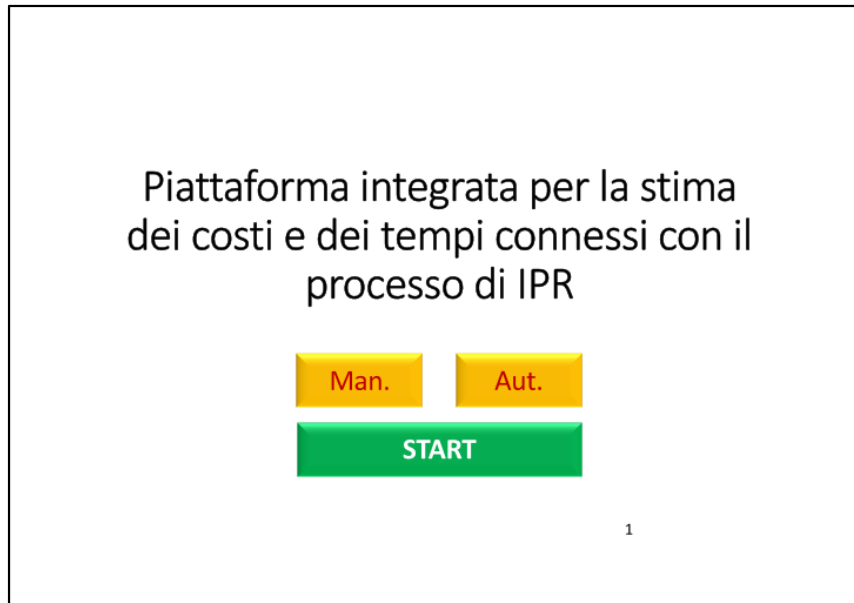 Piattaforma integrata per la stima
dei costi e dei tempi connessi con il
processo di IPR
Man. Aut.
START
1